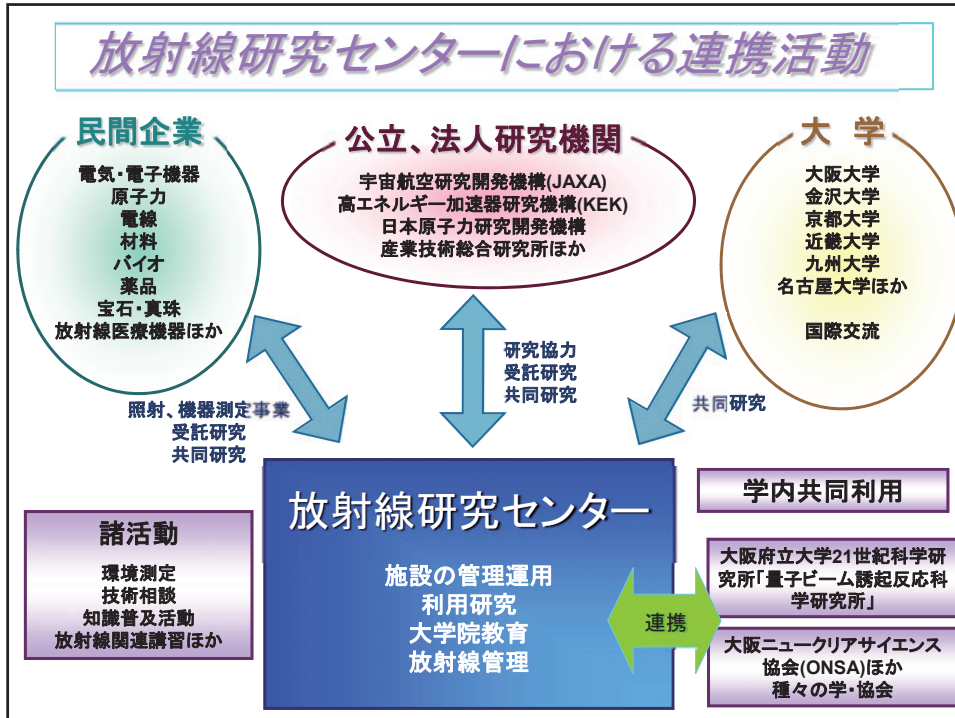 放射線研究センターにおける連携活動
民間企業
電気・電子機器
原子力
電線
材料
バイオ
薬品
宝石・真珠
放射線医療機器ほか
公立、法人研究機関
宇宙航空研究開発機構(JAXA)
高エネルギー加速器研究機構(KEK)
日本原子力研究開発機構
産業技術総合研究所ほか
大 学
大阪大学
金沢大学
京都大学
近畿大学
九州大学
名古屋大学ほか
国際交流
照射、機器測定事業
受託研究
共同研究
研究協力
受託研究
共同研究
共同研究
放射線研究センター
施設の管理運用
利用研究
大学院教育
放射線管理
諸活動
環境測定
技術相談
知識普及活動
放射線関連講習ほか
連携
学内共同利用
大阪府立大学21世紀科学研
究所「量子ビーム誘起反応科
学研究所」
大阪ニュークリアサイエンス
協会(ONSA)ほか
種々の学・協会